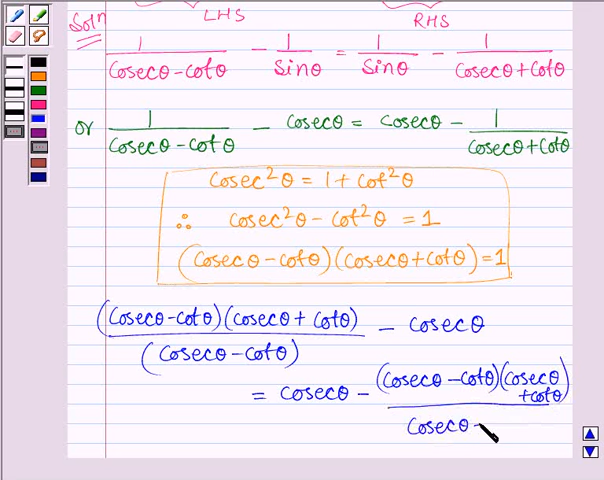 LHS RHS
Soln 1/(cosecθ-cotθ) - 1/sinθ = 1/sinθ - 1/(cosecθ+cotθ)
or 1/(cosecθ-cotθ) - cosecθ = cosecθ - 1/(cosecθ+cotθ)
cosec²θ = 1 + cot²θ
∴ cosec²θ - cot²θ = 1
(cosecθ-cotθ)(cosecθ+cotθ)=1
(cosecθ-cotθ)(cosecθ+cotθ)/(cosecθ-cotθ) - cosecθ
= cosecθ - (cosecθ-cotθ)(cosecθ+cotθ)/cosecθ -